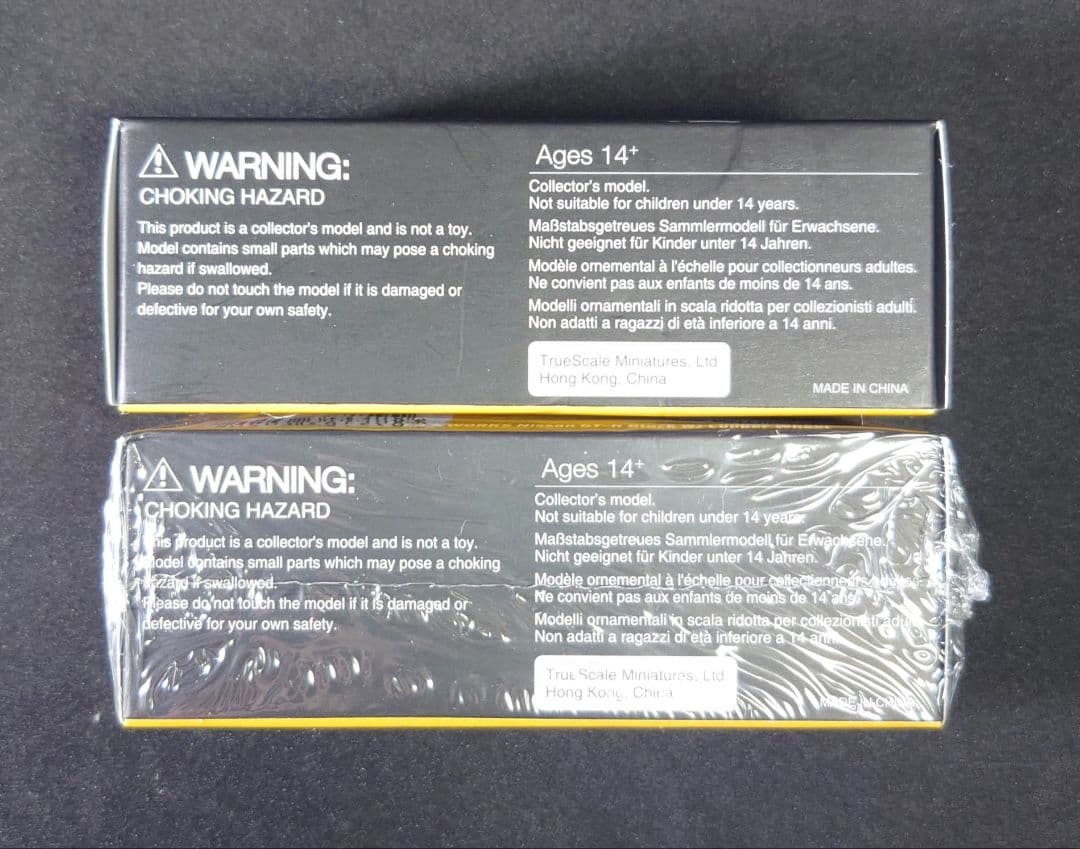 WARNING:
CHOKING HAZARD
This product is a collector's model and is not a toy.
Model contains small parts which may pose a choking
hazard if swallowed.
Please do not touch the model if it is damaged or
defective for your own safety.
Ages 14+
Collector's model.
Not suitable for children under 14 years.
Maßstabsgetreues Sammlermodell für Erwachsene.
Nicht geeignet für Kinder unter 14 Jahren.
Modèle ornemental à l'échelle pour collectionneurs adultes.
Ne convient pas aux enfants de moins de 14 ans.
Modelli ornamentali in scala ridotta per collezionisti adulti.
Non adatti a ragazzi di età inferiore a 14 anni.
TrueScale Miniatures, Ltd
Hong Kong, China
MADE IN CHINA
WARNING:
CHOKING HAZARD
This product is a collector's model and is not a toy.
Model contains small parts which may pose a choking
hazard if swallowed.
Please do not touch the model if it is damaged or
defective for your own safety.
Ages 14+
Collector's model.
Not suitable for children under 14 years.
Maßstabsgetreues Sammlermodell für Erwachsene.
Nicht geeignet für Kinder unter 14 Jahren.
Modèle ornemental à l'échelle pour collectionneurs adultes.
Ne convient pas aux enfants de moins de 14 ans.
Modelli ornamentali in scala ridotta per collezionisti adulti.
Non adatti a ragazzi di età inferiore a 14 anni.
TrueScale Miniatures, Ltd
Hong Kong, China
MADE IN CHINA